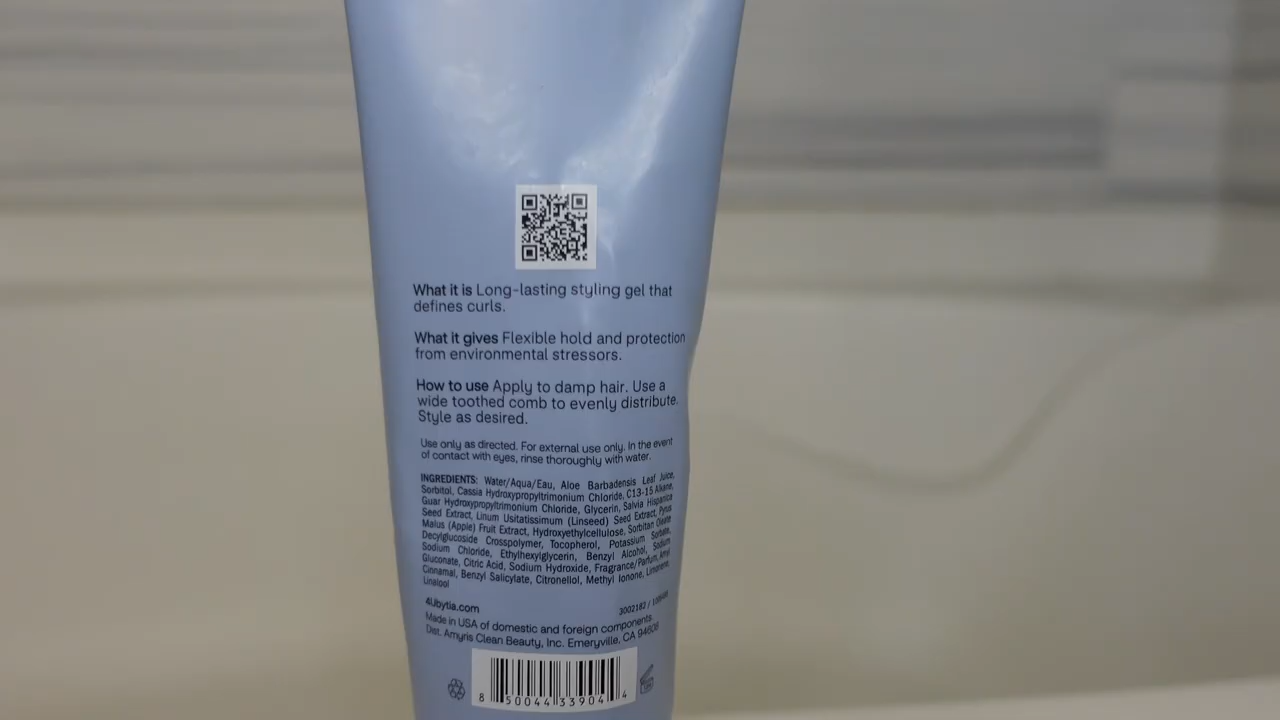 What it is Long-lasting styling gel that
defines curls.
What it gives Flexible hold and protection
from environmental stressors.
How to use Apply to damp hair. Use a
wide toothed comb to evenly distribute.
Style as desired.
Use only as directed. For external use only. In the event
of contact with eyes, rinse thoroughly with water.
INGREDIENTS: Water/Aqua/Eau, Aloe Barbadensis Leaf Juice,
Sorbitol, Cassia Hydroxypropyltrimonium Chloride, C13-15 Alkane,
Guar Hydroxypropyltrimonium Chloride, Glycerin, Salvia Hispanica
Seed Extract, Linum Usitatissimum (Linseed) Seed Extract, Pyrus
Malus (Apple) Fruit Extract, Hydroxyethylcellulose, Sorbitan Oleate
Decylglucoside Crosspolymer, Tocopherol, Potassium Sorbate,
Sodium Chloride, Ethylhexylglycerin, Benzyl Alcohol, Sodium
Gluconate, Citric Acid, Sodium Hydroxide, Fragrance/Parfum, Amyl
Cinnamal, Benzyl Salicylate, Citronellol, Methyl Ionone, Limonene,
Linalool
4Ubytia.com
3002182 /
Made in USA of domestic and foreign components
Dist. Amyris Clean Beauty, Inc. Emeryville, CA 94608
8 50044 33904 4